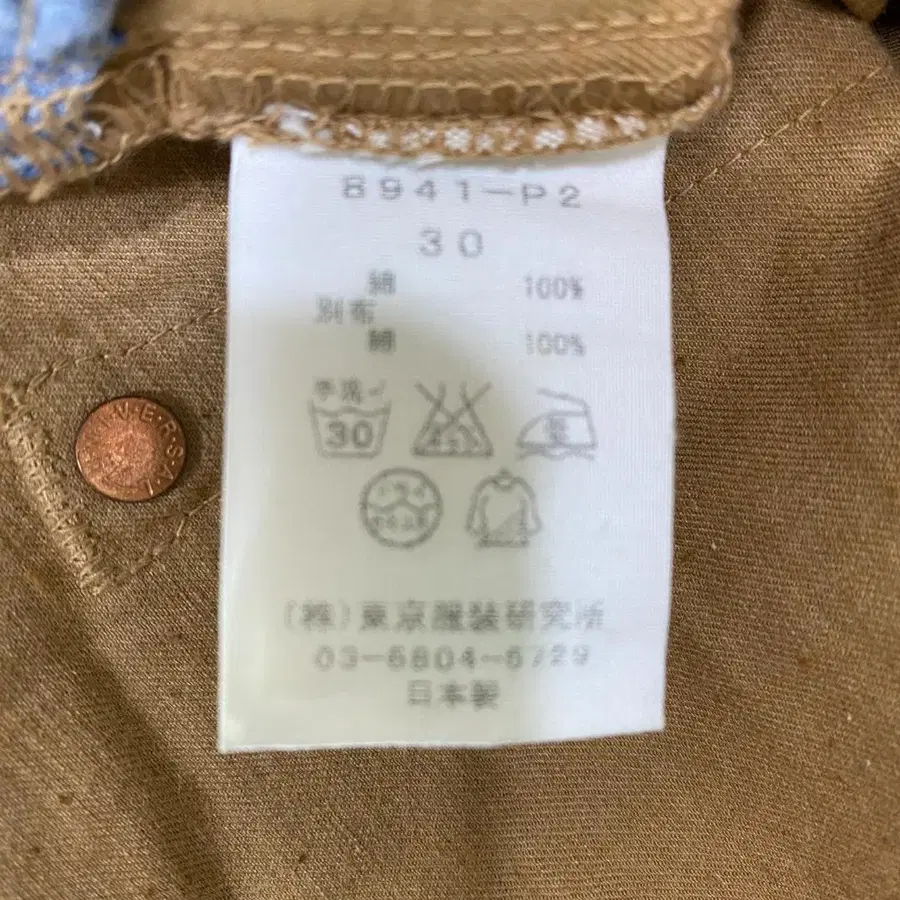 B941-P2
30
綿 100%
別布
綿 100%
手洗イ
30
(株)東京服装研究所
03-6804-6729
日本製